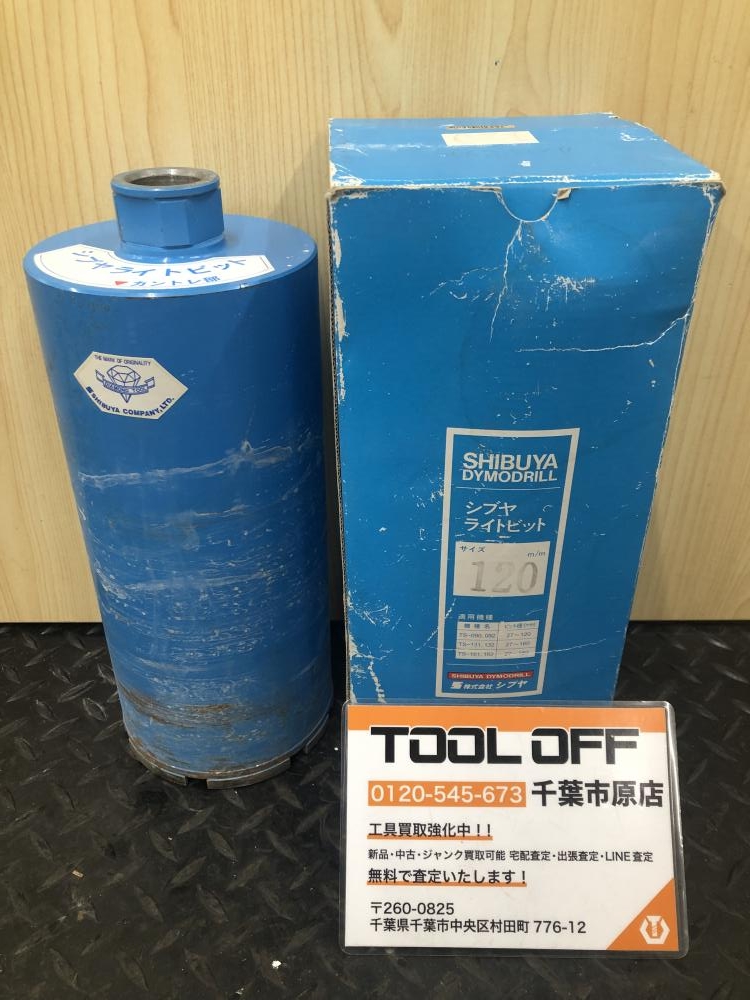 シブヤライトビット
カントレ部
THE MARK OF ORIGINALITY
DIAMOND TOOL
SHIBUYA COMPANY, LTD.
SHIBUYA
DYMODRILL
シブヤ
ライトビット
サイズ
m/m
120
適用機種
機種名
SHIBUYA DYMODRILL
株式会社 シブヤ
TOOL OFF
0120-545-673 千葉市原店
工具買取強化中!!
新品・中古・ジャンク買取可能 宅配査定・出張査定・LINE査定
無料で査定いたします!
〒260-0825
千葉県千葉市中央区村田町 776-12